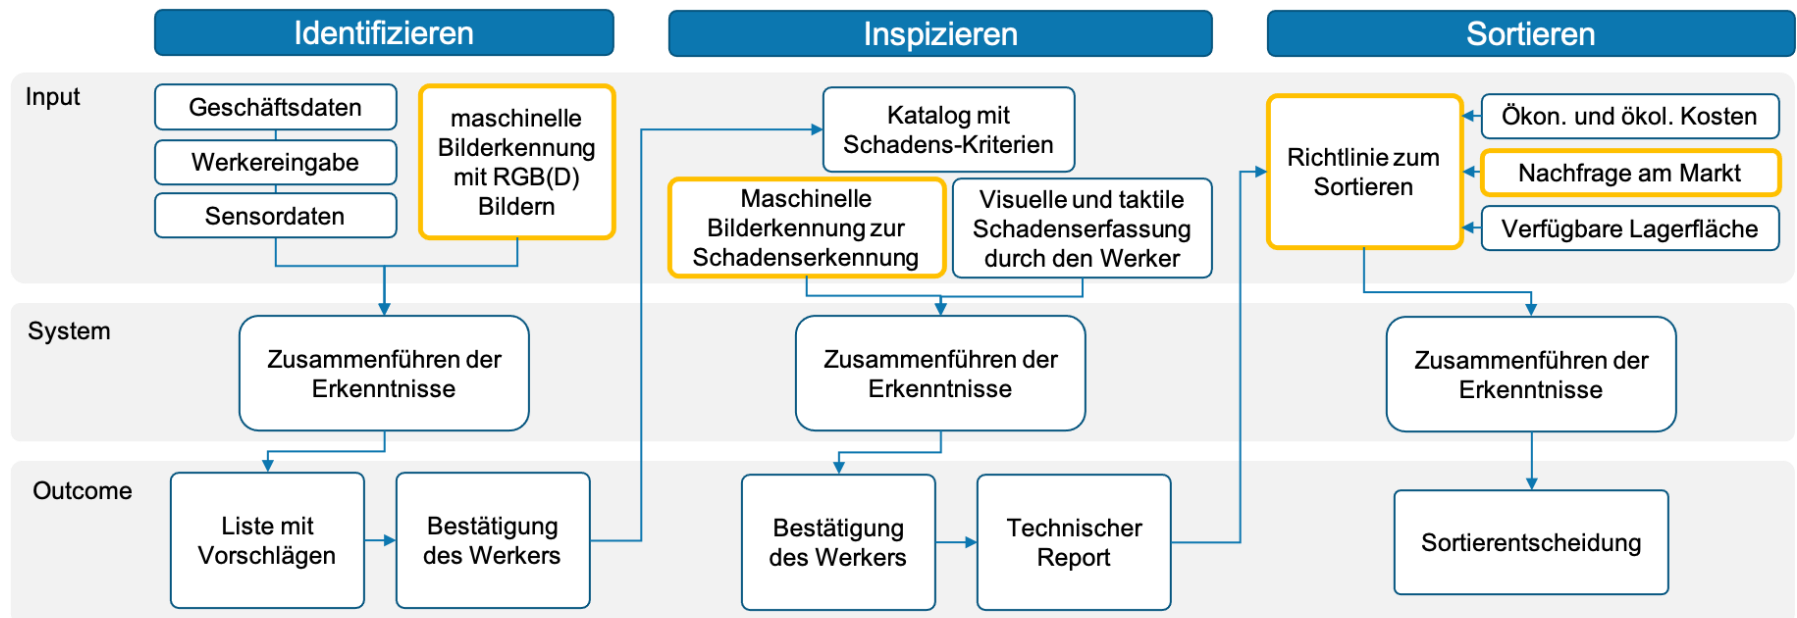 Identifizieren
Inspizieren
Sortieren
Input
Geschäftsdaten
Werkereingabe
Sensordaten
maschinelle
Bilderkennung
mit RGB(D)
Bildern
Katalog mit
Schadens-Kriterien
Maschinelle
Bilderkennung zur
Schadenserkennung
Visuelle und taktile
Schadenserfassung
durch den Werker
Richtlinie zum
Sortieren
Ökon. und ökol. Kosten
Nachfrage am Markt
Verfügbare Lagerfläche
System
Zusammenführen der
Erkenntnisse
Zusammenführen der
Erkenntnisse
Zusammenführen der
Erkenntnisse
Outcome
Liste mit
Vorschlägen
Bestätigung
des Werkers
Bestätigung
des Werkers
Technischer
Report
Sortierentscheidung